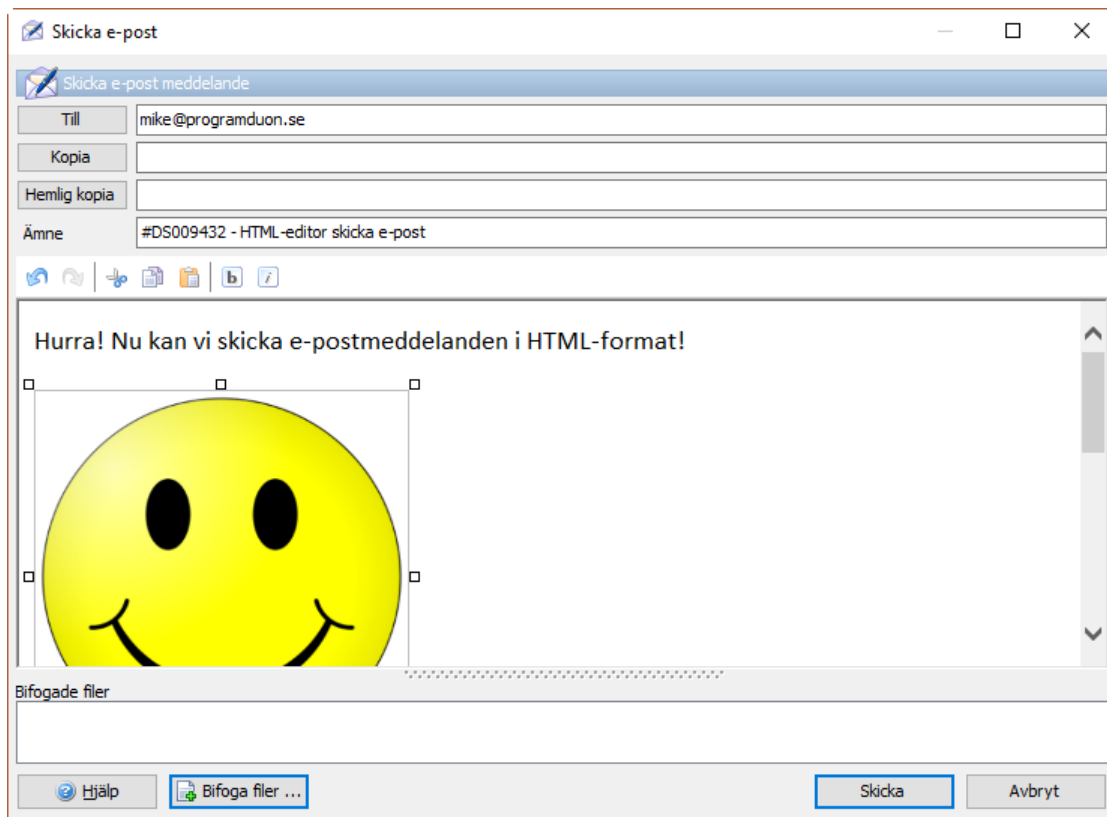 Skicka e-post
Skicka e-post meddelande
Till
mike@programduon.se
Kopia
Hemlig kopia
Ämne
#DS009432 - HTML-editor skicka e-post
b i
Hurra! Nu kan vi skicka e-postmeddelanden i HTML-format!
Bifogade filer
Hjälp
Bifoga filer ...
Skicka
Avbryt